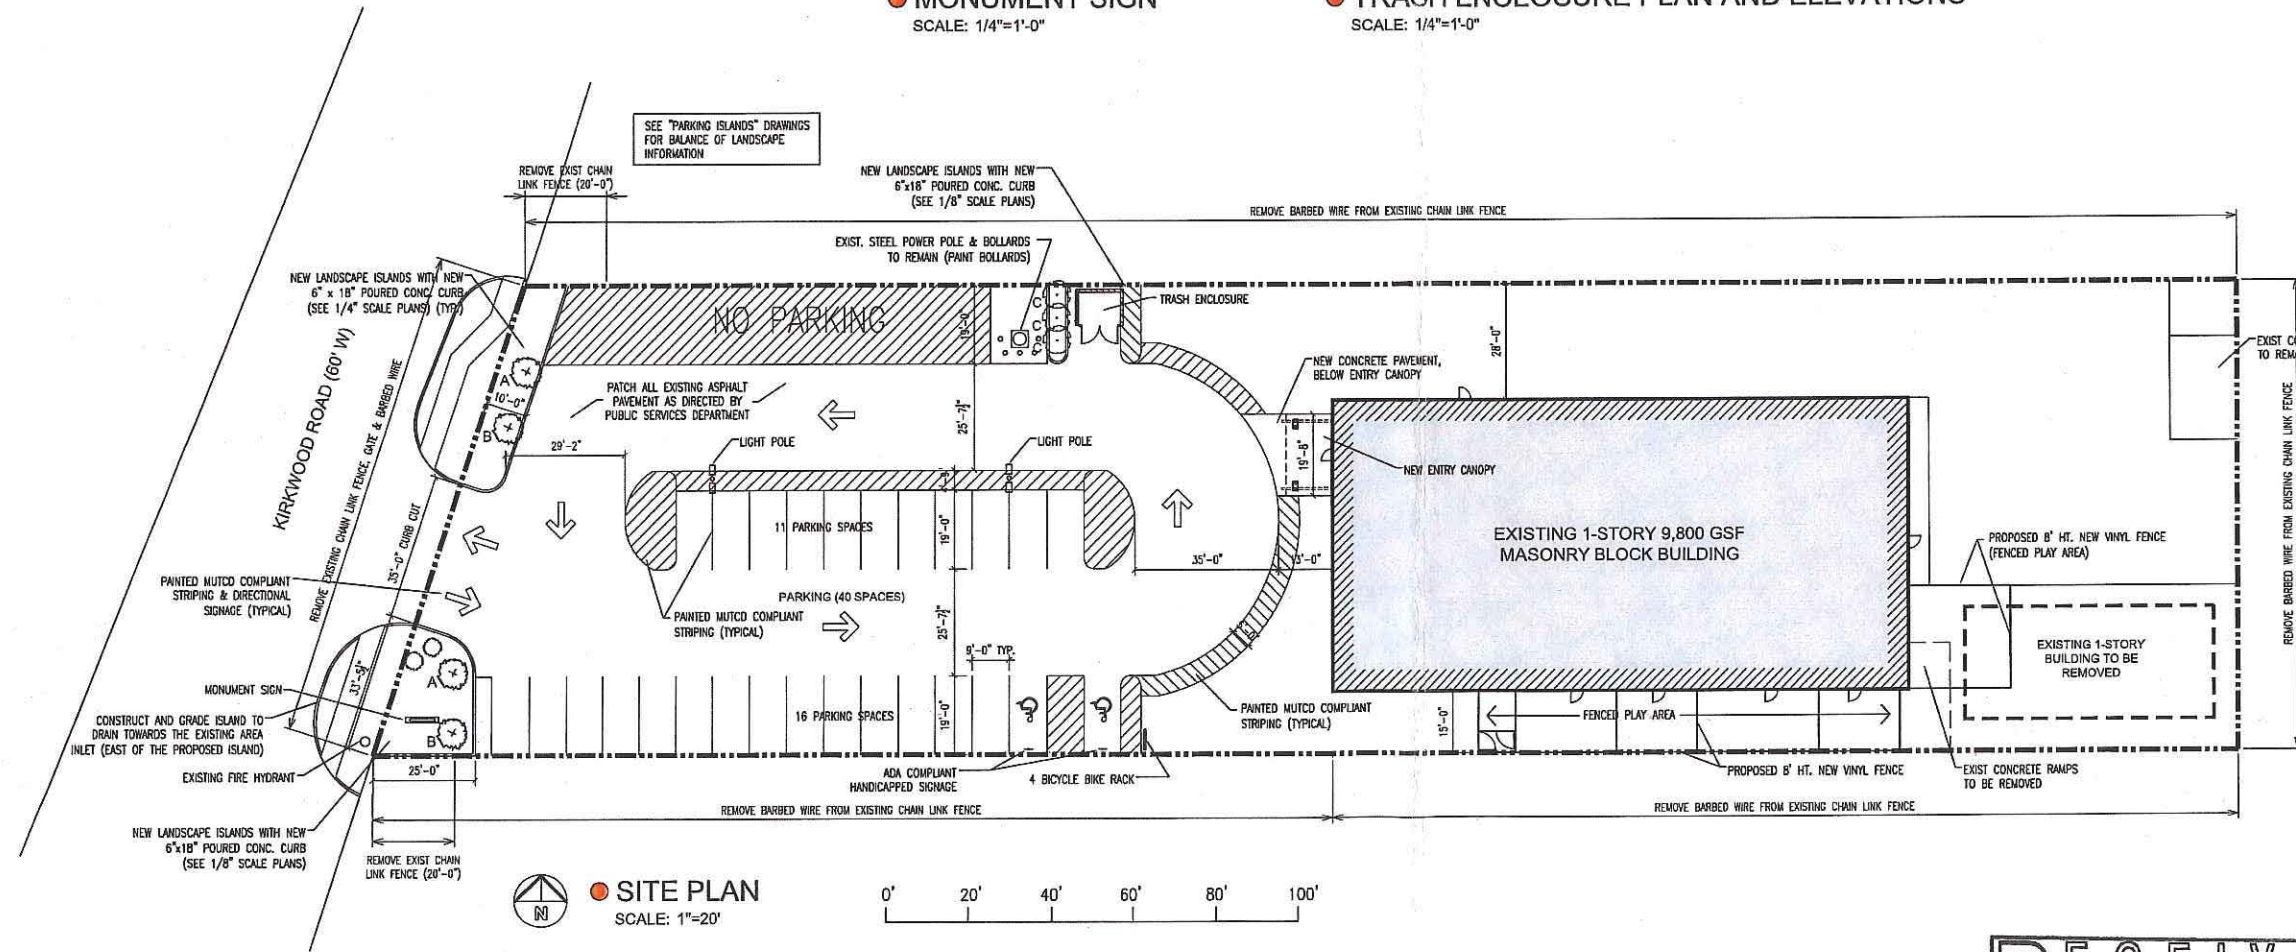 MONUMENT SIGN
SCALE: 1/4"=1'-0"
TRASH ENCLOSURE PLAN AND ELEVATIONS
SCALE: 1/4"=1'-0"
SEE "PARKING ISLANDS" DRAWINGS
FOR BALANCE OF LANDSCAPE
INFORMATION
REMOVE EXIST CHAIN
LINK FENCE (20'-0")
NEW LANDSCAPE ISLANDS WITH NEW
6"x18" POURED CONC. CURB
(SEE 1/8" SCALE PLANS)
REMOVE BARBED WIRE FROM EXISTING CHAIN LINK FENCE
EXIST. STEEL POWER POLE & BOLLARDS
TO REMAIN (PAINT BOLLARDS)
NEW LANDSCAPE ISLANDS WITH NEW
6" x 18" POURED CONC. CURB
(SEE 1/4" SCALE PLANS) (TYP.)
NO PARKING
19'-0"
C
C
C
TRASH ENCLOSURE
28'-0"
EXIST
TO
KIRKWOOD ROAD (60' W)
REMOVE EXISTING CHAIN LINK FENCE, GATE & BARBED WIRE
A
10'-0"
B
PATCH ALL EXISTING ASPHALT
PAVEMENT AS DIRECTED BY
PUBLIC SERVICES DEPARTMENT
25'-7½"
NEW CONCRETE PAVEMENT,
BELOW ENTRY CANOPY
29'-2"
LIGHT POLE
LIGHT POLE
19'-8"
NEW ENTRY CANOPY
35'-0" CURB CUT
11 PARKING SPACES
19'-0"
EXISTING 1-STORY 9,800 GSF
MASONRY BLOCK BUILDING
PROPOSED 8' HT. NEW VINYL FENCE
(FENCED PLAY AREA)
REMOVE BARBED WIRE FROM EXISTING CHAIN LINK FENCE
35'-0"
13'-0"
PAINTED MUTCD COMPLIANT
STRIPING & DIRECTIONAL
SIGNAGE (TYPICAL)
PARKING (40 SPACES)
PAINTED MUTCD COMPLIANT
STRIPING (TYPICAL)
25'-7½"
9'-0" TYP.
EXISTING 1-STORY
BUILDING TO BE
REMOVED
33'-5½"
A
MONUMENT SIGN
CONSTRUCT AND GRADE ISLAND TO
DRAIN TOWARDS THE EXISTING AREA
INLET (EAST OF THE PROPOSED ISLAND)
B
16 PARKING SPACES
19'-0"
PAINTED MUTCD COMPLIANT
STRIPING (TYPICAL)
15'-0"
FENCED PLAY AREA
EXISTING FIRE HYDRANT
25'-0"
ADA COMPLIANT
HANDICAPPED SIGNAGE
4 BICYCLE BIKE RACK
PROPOSED 8' HT. NEW VINYL FENCE
EXIST CONCRETE RAMPS
TO BE REMOVED
REMOVE BARBED WIRE FROM EXISTING CHAIN LINK FENCE
REMOVE BARBED WIRE FROM EXISTING CHAIN LINK FENCE
NEW LANDSCAPE ISLANDS WITH NEW
6"x18" POURED CONC. CURB
(SEE 1/8" SCALE PLANS)
REMOVE EXIST CHAIN
LINK FENCE (20'-0")
N
SITE PLAN
SCALE: 1"=20'
0' 20' 40' 60' 80' 100'